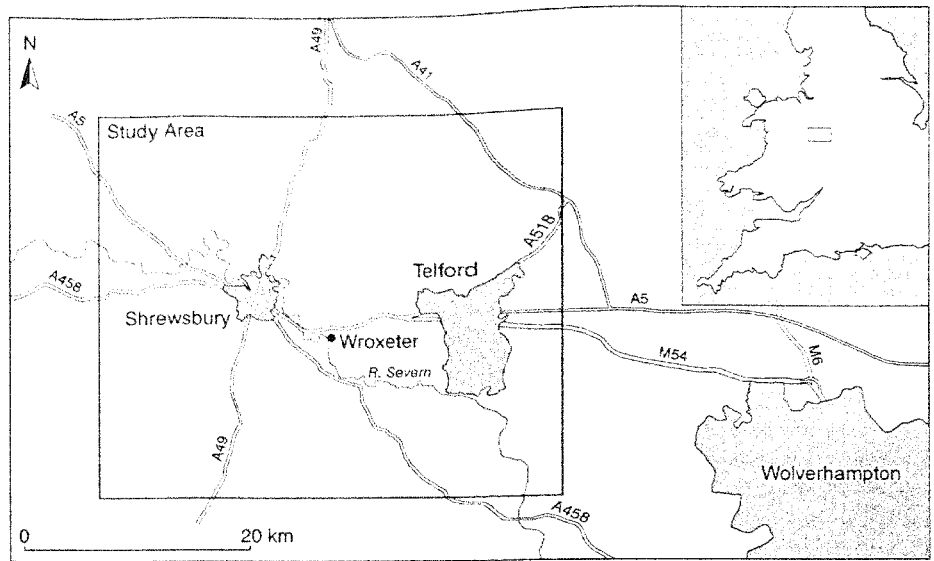 N
A49
A41
A5
Study Area
A518
A458
Telford
Shrewsbury
A5
Wroxeter
M54
M6
R. Severn
A49
Wolverhampton
A458
0 20 km